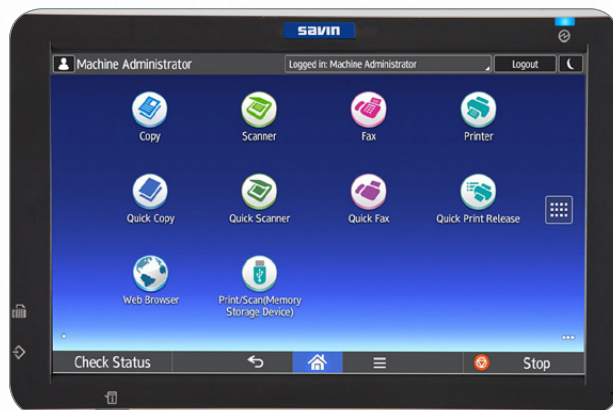 savin
Machine Administrator
Logged in: Machine Administrator
Logout
Copy
Scanner
Fax
Printer
Quick Copy
Quick Scanner
Quick Fax
Quick Print Release
Web Browser
Print/Scan(Memory
Storage Device)
Check Status
Stop